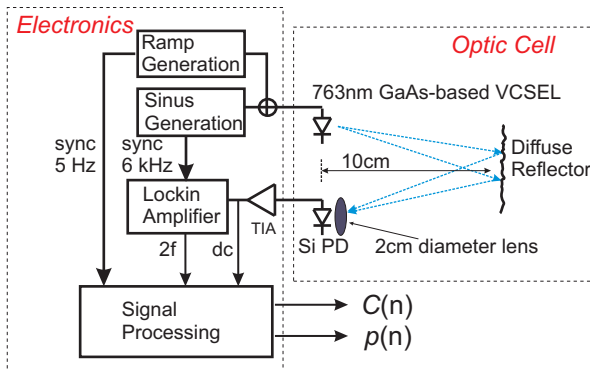 Electronics
Optic Cell
Ramp
Generation
763nm GaAs-based VCSEL
Sinus
Generation
sync
5 Hz
sync
6 kHz
10cm
Diffuse
Reflector
Lockin
Amplifier
TIA
Si PD
2cm diameter lens
2f
dc
Signal
Processing
C(n)
p(n)